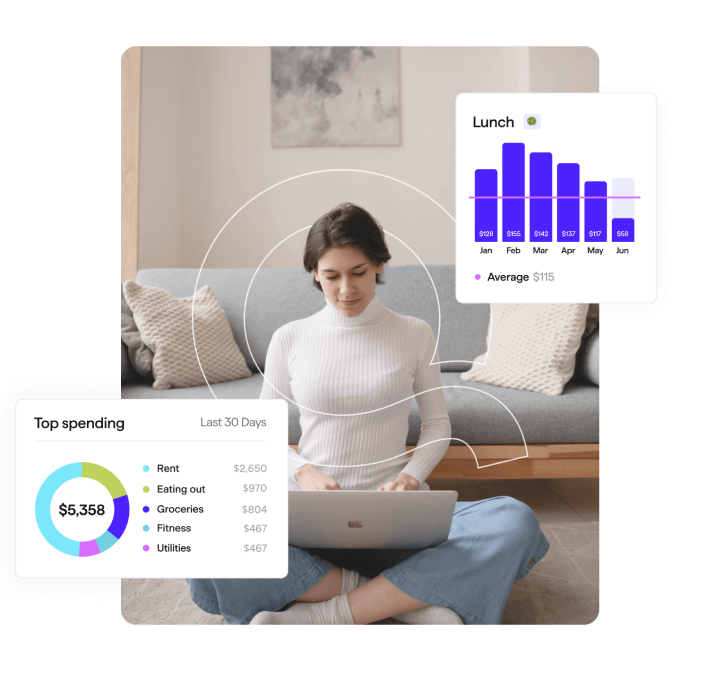 Lunch
$128 $155 $142 $137 $117 $58
Jan Feb Mar Apr May Jun
Average $115
Top spending Last 30 Days
$5,358
Rent $2,650
Eating out $970
Groceries $804
Fitness $467
Utilities $467